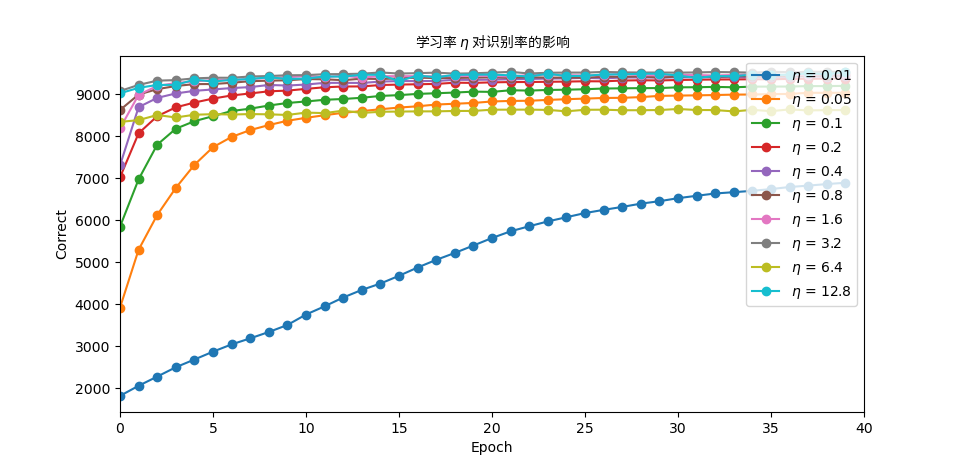 学习率 η 对识别率的影响
Correct
9000
8000
7000
6000
5000
4000
3000
2000
η = 0.01
η = 0.05
η = 0.1
η = 0.2
η = 0.4
η = 0.8
η = 1.6
η = 3.2
η = 6.4
η = 12.8
0 5 10 15 20 25 30 35 40
Epoch